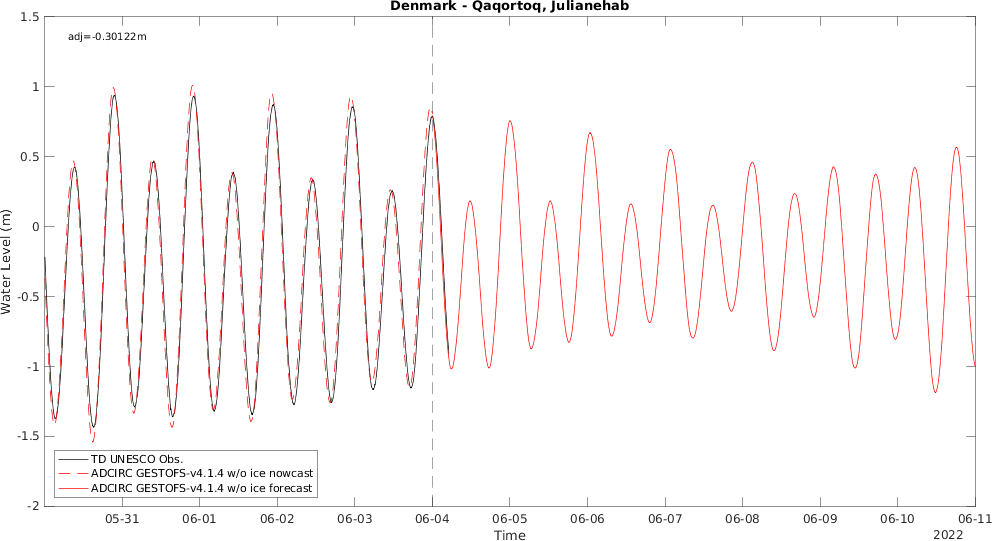 Denmark - Qaqortoq, Julianehab
adj=-0.30122m
1.5
1
0.5
0
-0.5
-1
-1.5
-2
Water Level (m)
TD UNESCO Obs.
ADCIRC GESTOFS-v4.1.4 w/o ice nowcast
ADCIRC GESTOFS-v4.1.4 w/o ice forecast
05-31 06-01 06-02 06-03 06-04 06-05 06-06 06-07 06-08 06-09 06-10 06-11
Time
2022